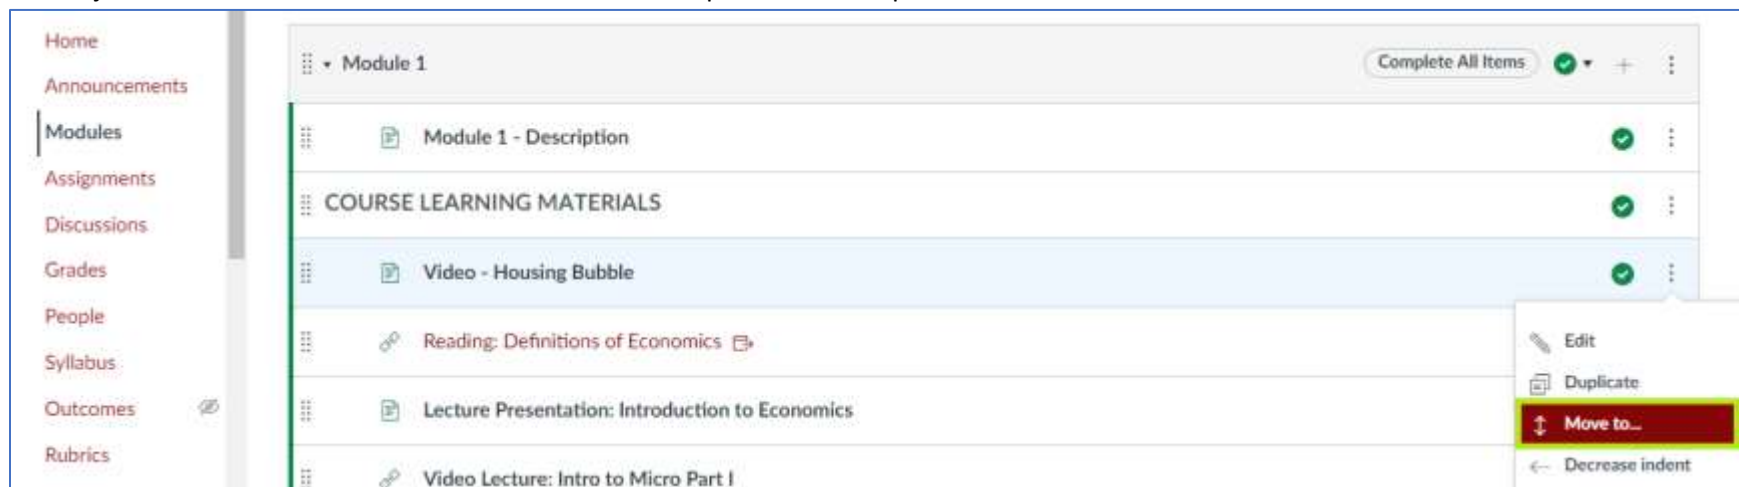 Home
Announcements
Modules
Assignments
Discussions
Grades
People
Syllabus
Outcomes
Rubrics
Module 1
Complete All Items
Module 1 - Description
COURSE LEARNING MATERIALS
Video - Housing Bubble
Reading: Definitions of Economics
Lecture Presentation: Introduction to Economics
Video Lecture: Intro to Micro Part I
Edit
Duplicate
Move to...
Decrease indent